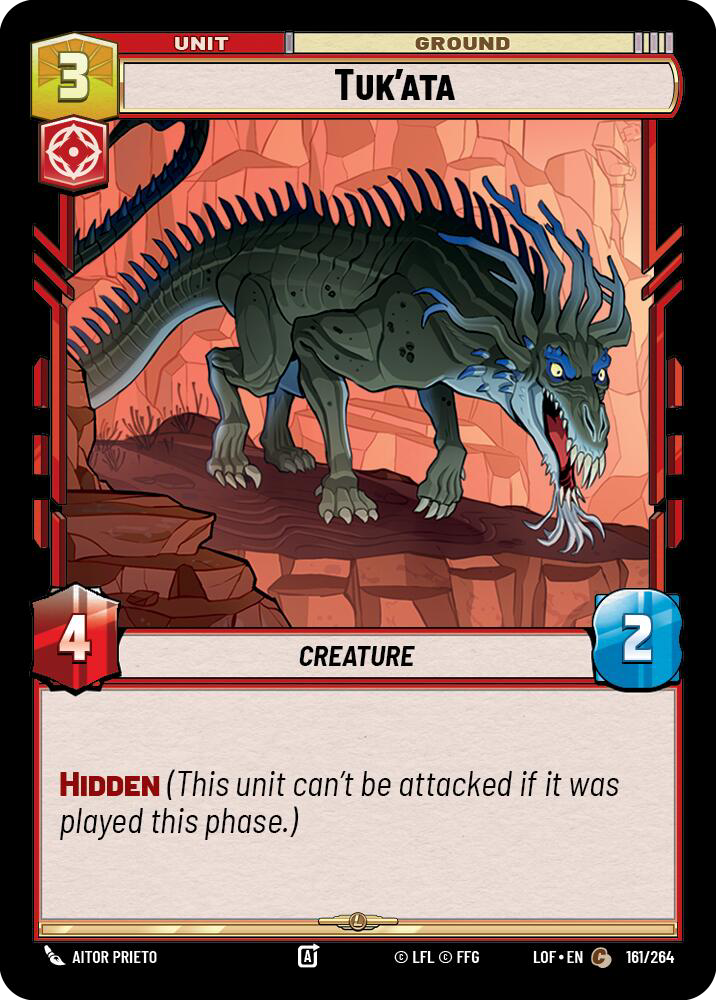 UNIT
GROUND
3
TUK'ATA
4
CREATURE
2
HIDDEN (This unit can't be attacked if it was
played this phase.)
AITOR PRIETO
A
© LFL © FFG
LOF • EN
C
161/264